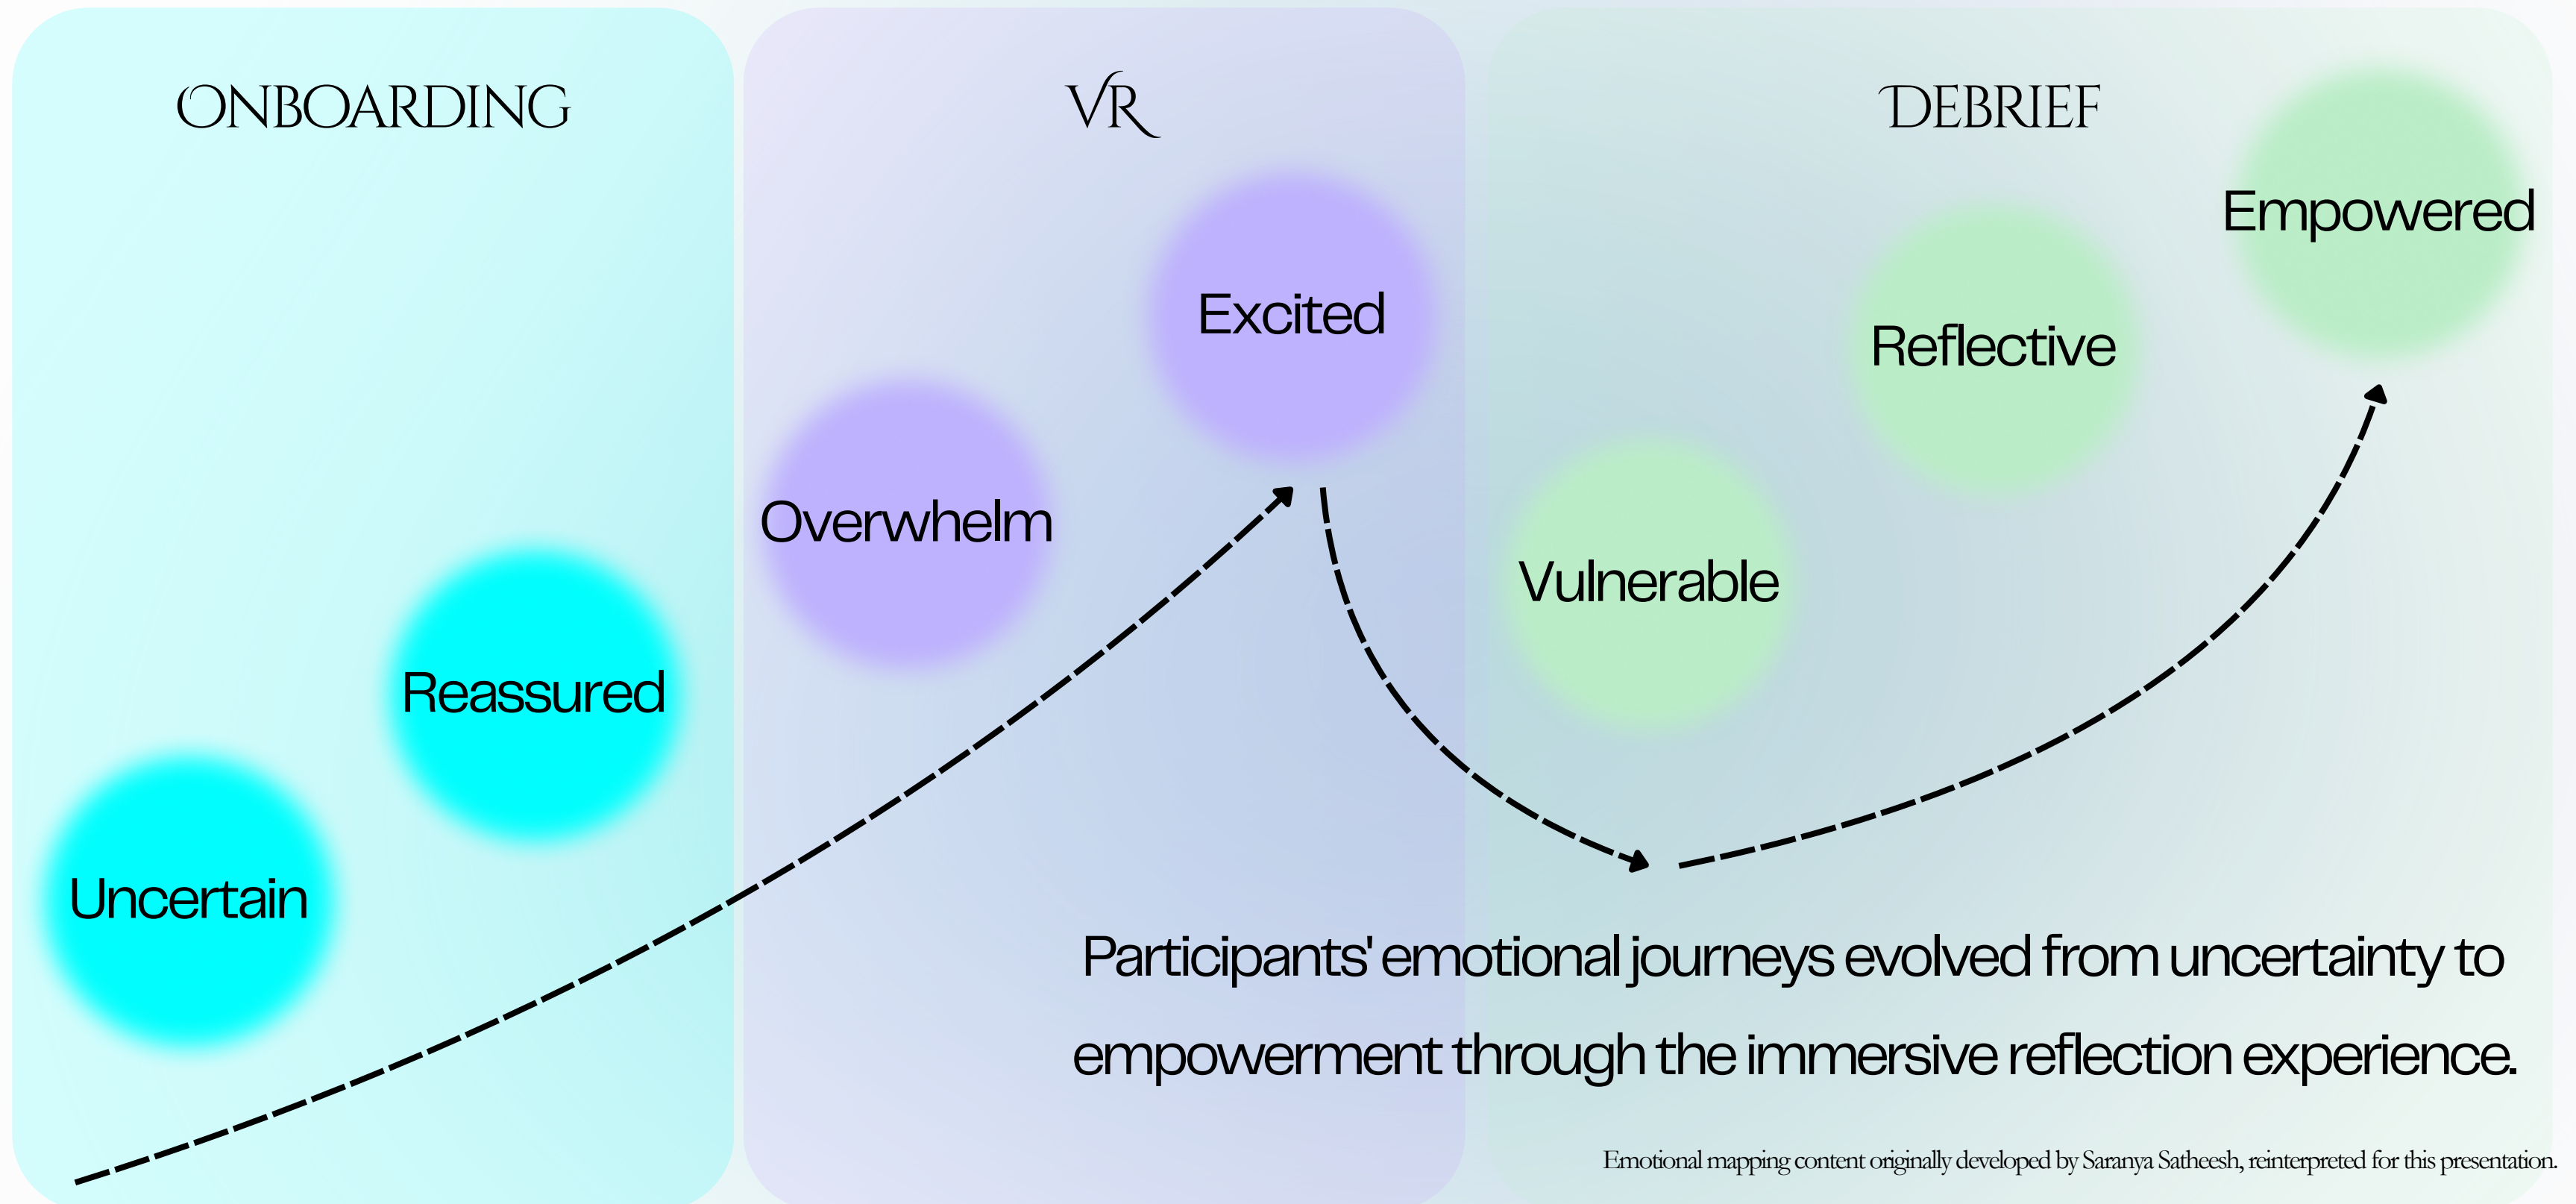 ONBOARDING
VR
DEBRIEF
Uncertain
Reassured
Overwhelm
Excited
Vulnerable
Reflective
Empowered
Participants' emotional journeys evolved from uncertainty to
empowerment through the immersive reflection experience.
Emotional mapping content originally developed by Saranya Satheesh, reinterpreted for this presentation.